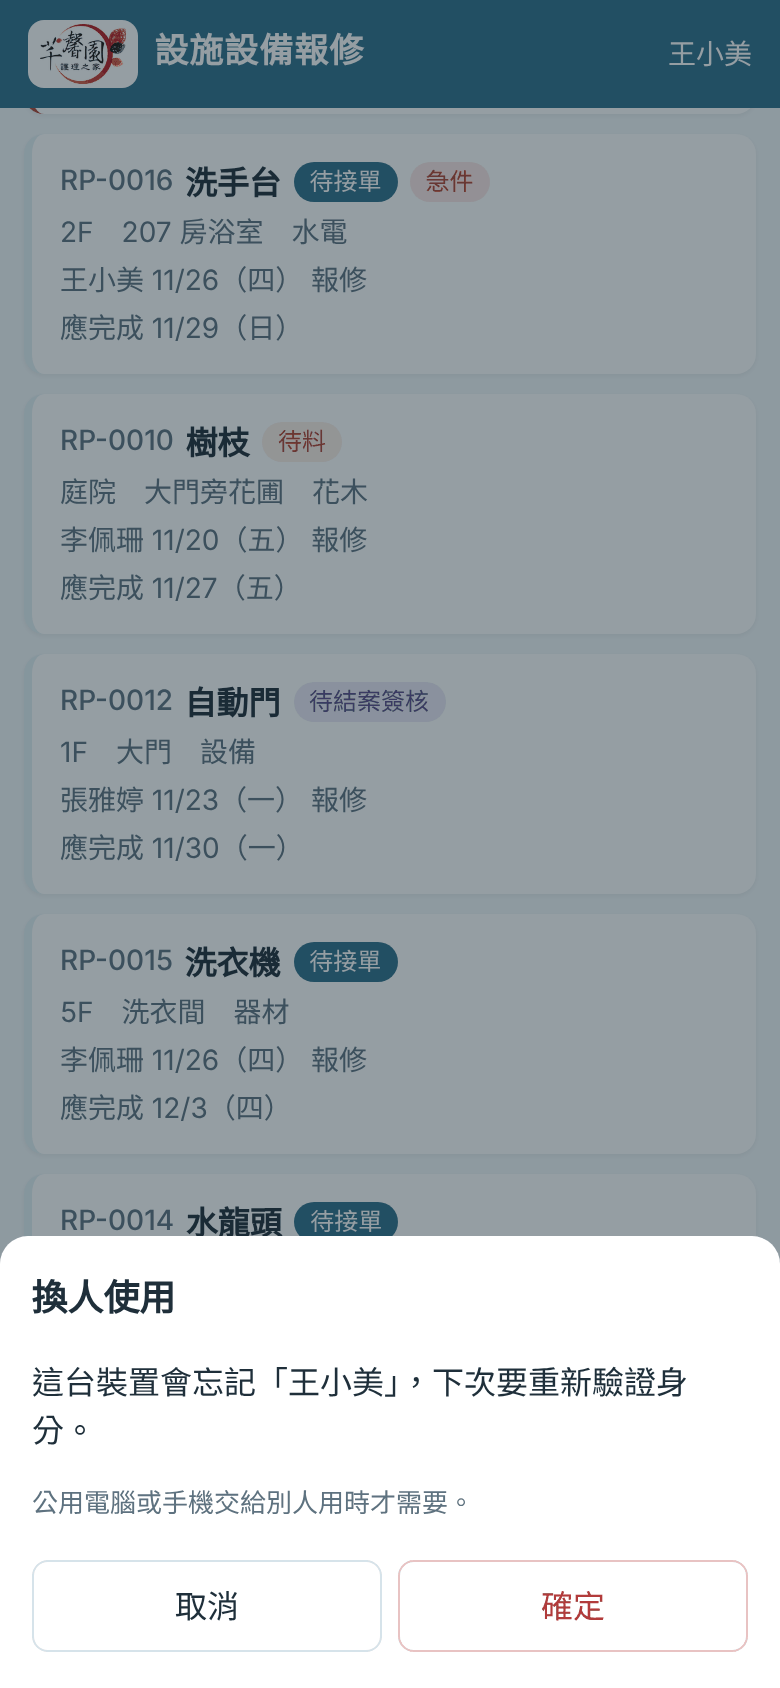 芊馨園
護理之家
設施設備報修
王小美
RP-0016 洗手台 待接單 急件
2F 207 房浴室 水電
王小美 11/26（四） 報修
應完成 11/29（日）
RP-0010 樹枝 待料
庭院 大門旁花圃 花木
李佩珊 11/20（五） 報修
應完成 11/27（五）
RP-0012 自動門 待結案簽核
1F 大門 設備
張雅婷 11/23（一） 報修
應完成 11/30（一）
RP-0015 洗衣機 待接單
5F 洗衣間 器材
李佩珊 11/26（四） 報修
應完成 12/3（四）
RP-0014 水龍頭 待接單
換人使用
這台裝置會忘記「王小美」，下次要重新驗證身
分。
公用電腦或手機交給別人用時才需要。
取消
確定